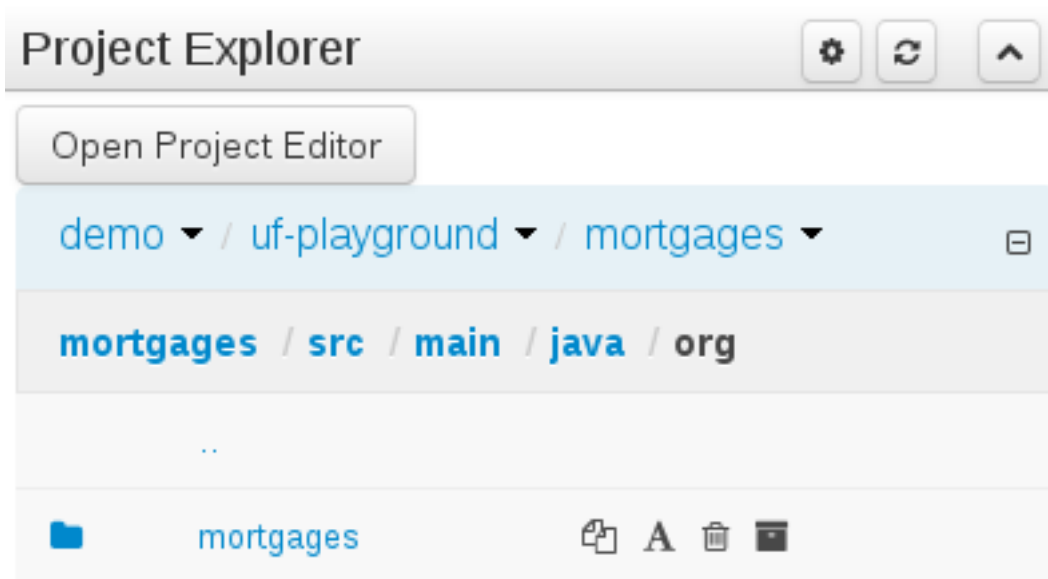 Project Explorer
Open Project Editor
demo / uf-playground / mortgages
mortgages / src / main / java / org
..
mortgages